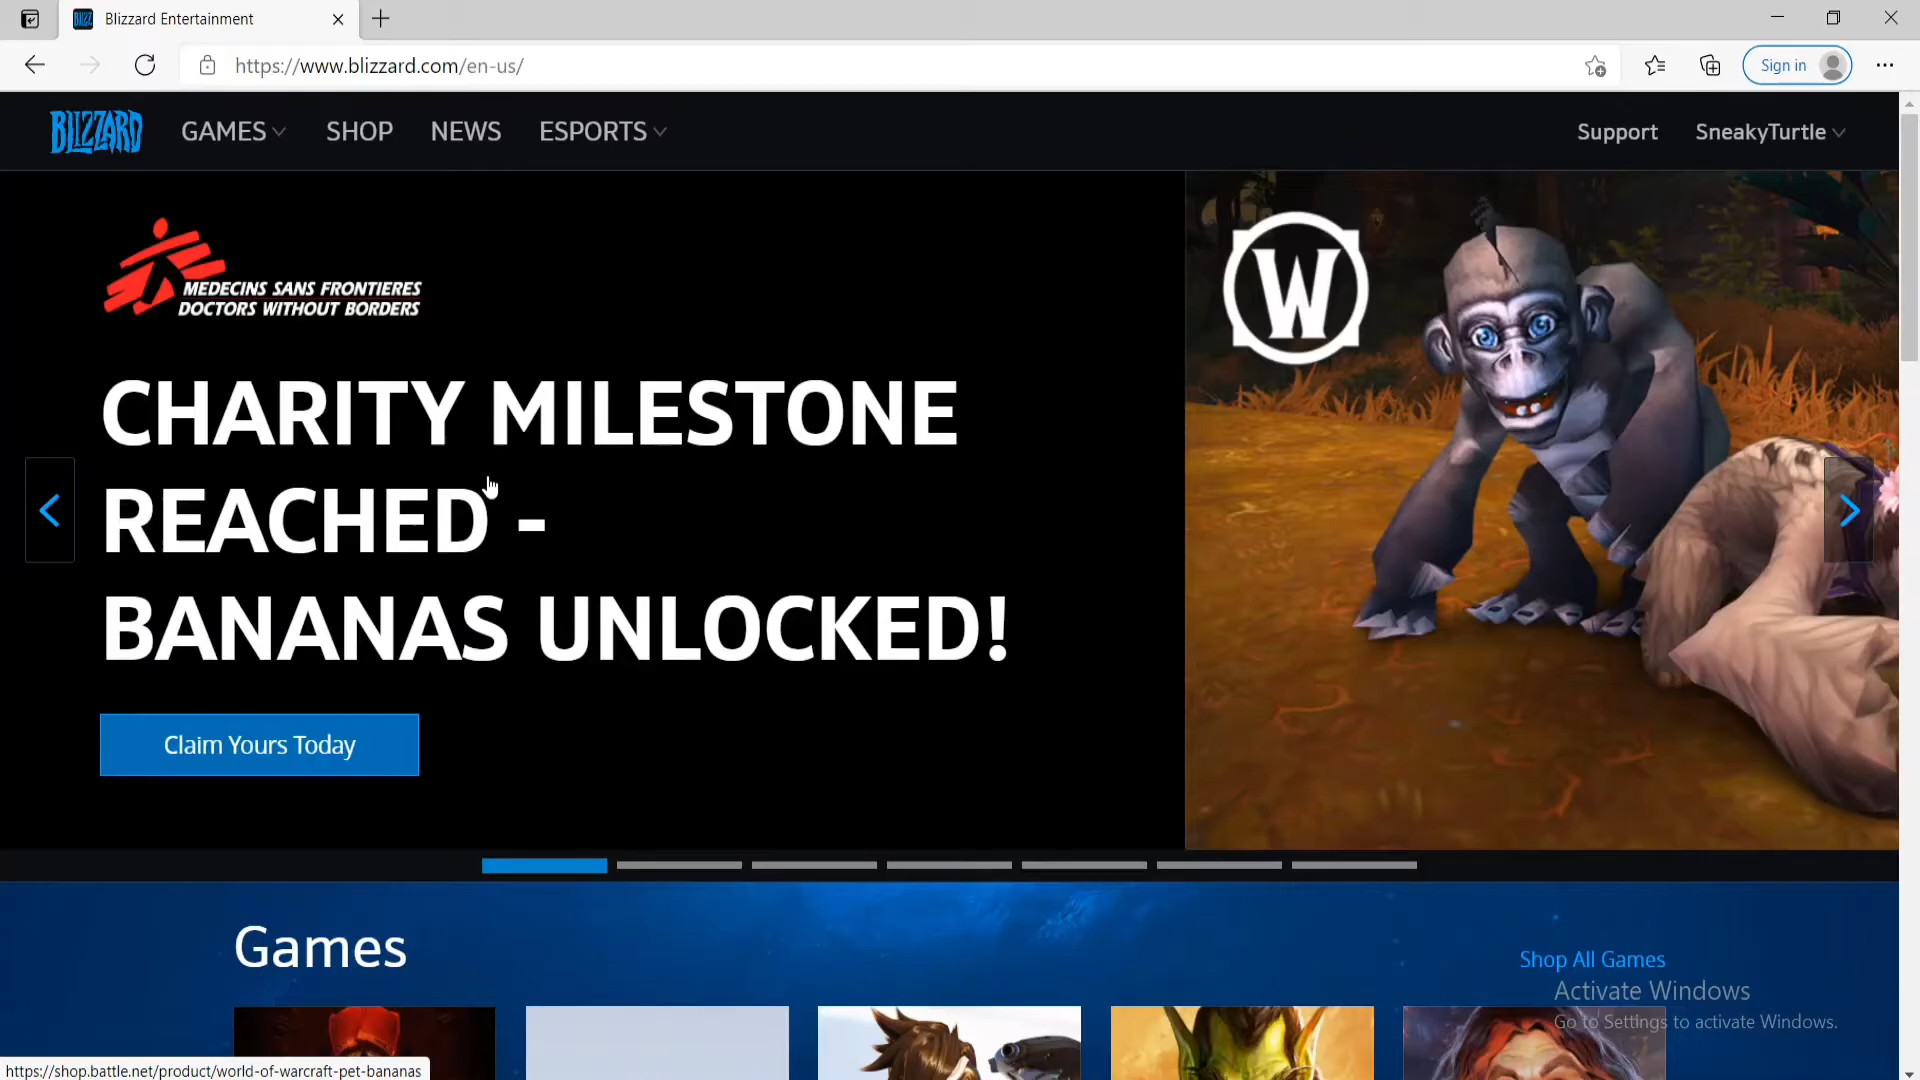 Blizzard Entertainment
https://www.blizzard.com/en-us/
Sign in
BLIZZARD GAMES SHOP NEWS ESPORTS Support SneakyTurtle
MEDECINS SANS FRONTIERES
DOCTORS WITHOUT BORDERS
W
CHARITY MILESTONE
REACHED -
BANANAS UNLOCKED!
Claim Yours Today
Games
Shop All Games
Activate Windows
Go to Settings to activate Windows.
https://shop.battle.net/product/world-of-warcraft-pet-bananas